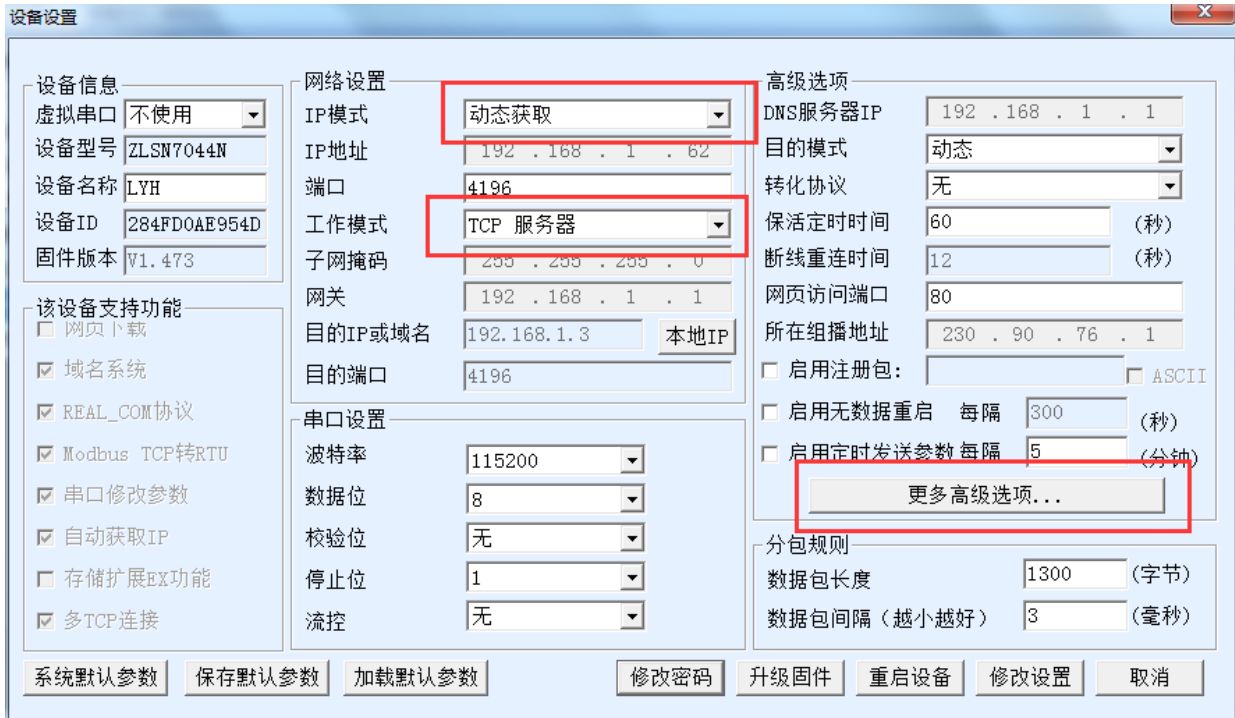 设备设置
设备信息
虚拟串口 不使用
设备型号 ZLSN7044N
设备名称 LYH
设备ID 284FD0AE954D
固件版本 V1.473
该设备支持功能
网页下载
域名系统
REAL_COM协议
Modbus TCP转RTU
串口修改参数
自动获取IP
存储扩展EX功能
多TCP连接
网络设置
IP模式 动态获取
IP地址 192 . 168 . 1 . 62
端口 4196
工作模式 TCP 服务器
子网掩码 255 . 255 . 255 . 0
网关 192 . 168 . 1 . 1
目的IP或域名 192.168.1.3 本地IP
目的端口 4196
串口设置
波特率 115200
数据位 8
校验位 无
停止位 1
流控 无
高级选项
DNS服务器IP 192 . 168 . 1 . 1
目的模式 动态
转化协议 无
保活定时时间 60 (秒)
断线重连时间 12 (秒)
网页访问端口 80
所在组播地址 230 . 90 . 76 . 1
启用注册包: ASCII
启用无数据重启 每隔 300 (秒)
启用定时发送参数 每隔 5 (分钟)
更多高级选项...
分包规则
数据包长度 1300 (字节)
数据包间隔(越小越好) 3 (毫秒)
系统默认参数 保存默认参数 加载默认参数 修改密码 升级固件 重启设备 修改设置 取消